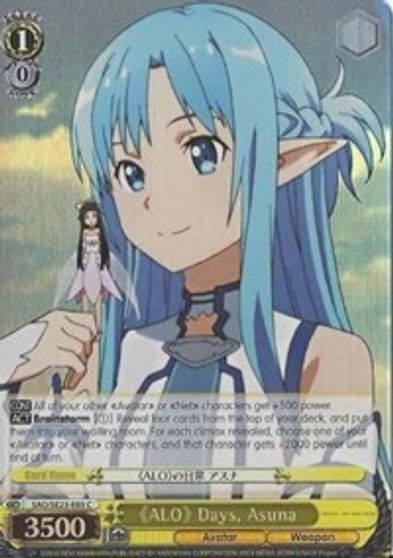 1
0
CONT All of your other «Avatar» or «Net» characters get +500 power.
ACT Brainstorm [(1)] Reveal four cards from the top of your deck, and put
them into your waiting room. For each climax revealed, choose one of your
«Avatar» or «Net» characters, and that character gets +2000 power until
end of turn.
Card Name 《ALO》の日常 アスナ
3500
《ALO》 Days, Asuna
Avatar Weapon